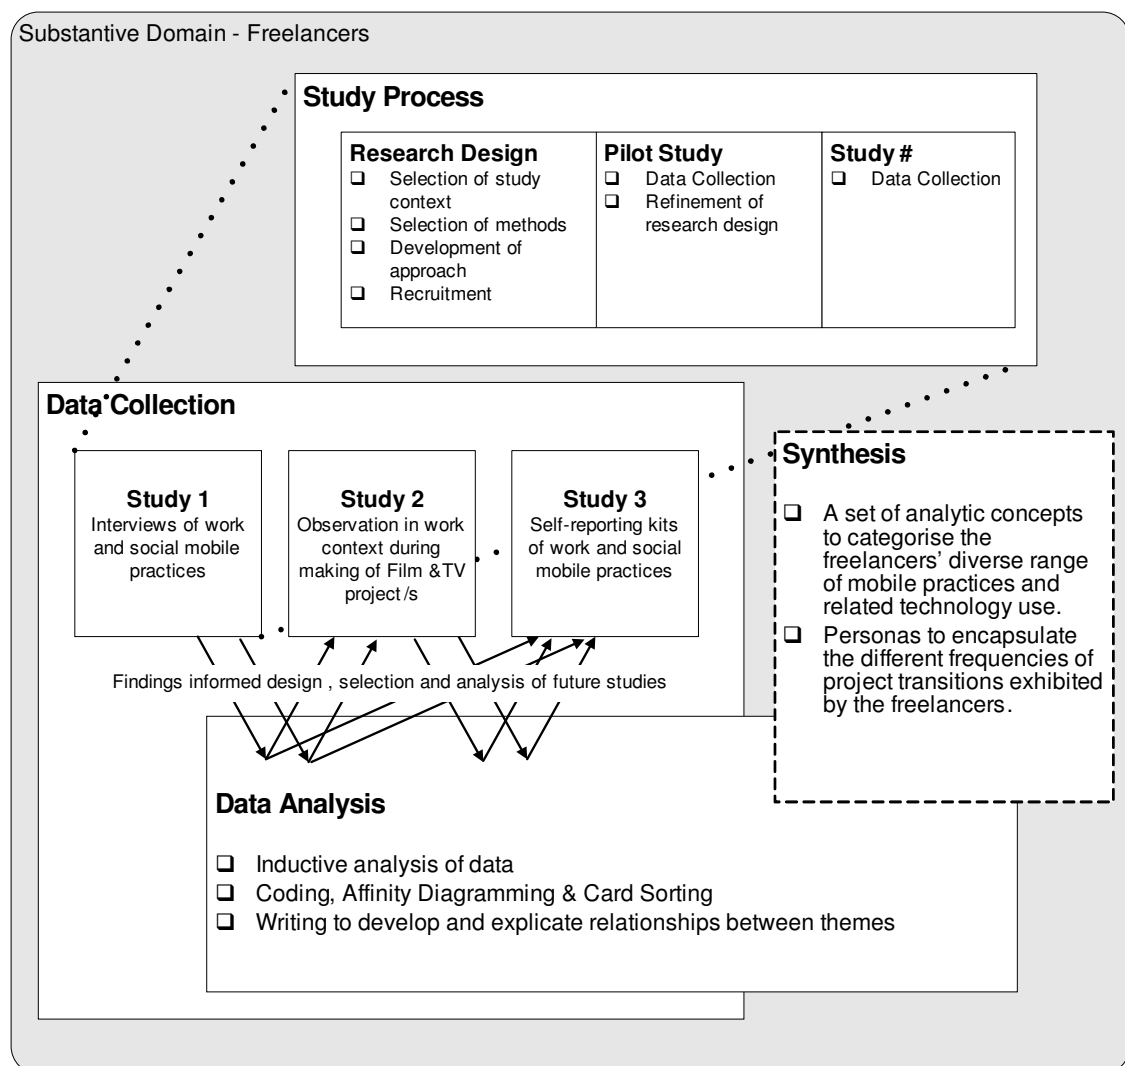 Substantive Domain - Freelancers
Study Process
Research Design
❑ Selection of study
context
❑ Selection of methods
❑ Development of
approach
❑ Recruitment
Pilot Study
❑ Data Collection
❑ Refinement of
research design
Study #
❑ Data Collection
Data Collection
Study 1
Interviews of work
and social mobile
practices
Study 2
Observation in work
context during
making of Film &TV
project /s
Study 3
Self-reporting kits
of work and social
mobile practices
Findings informed design , selection and analysis of future studies
Synthesis
❑ A set of analytic concepts
to categorise the
freelancers’ diverse range
of mobile practices and
related technology use.
❑ Personas to encapsulate
the different frequencies of
project transitions exhibited
by the freelancers.
Data Analysis
❑ Inductive analysis of data
❑ Coding, Affinity Diagramming & Card Sorting
❑ Writing to develop and explicate relationships between themes